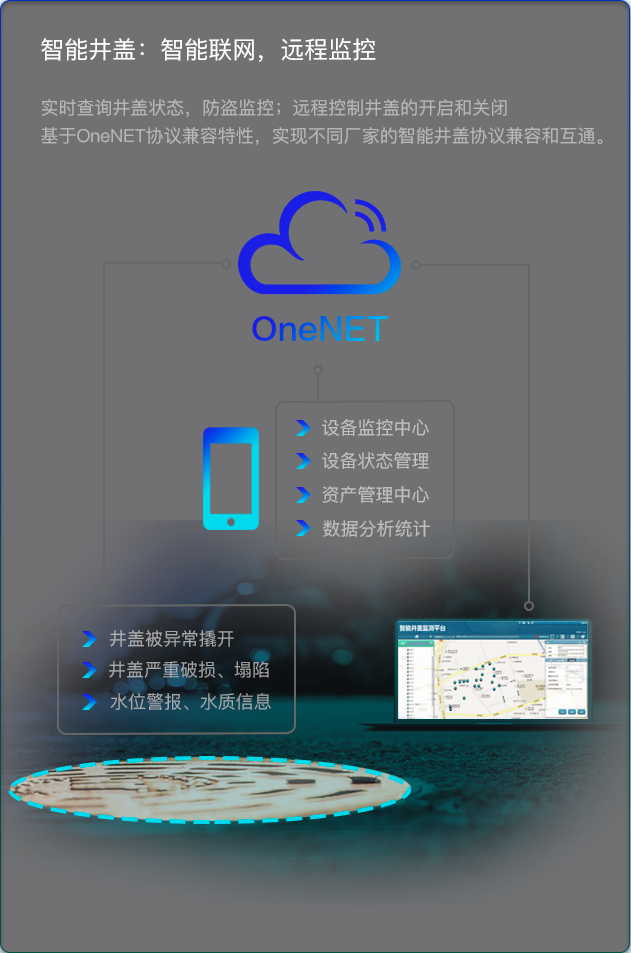 智能井盖：智能联网，远程监控
实时查询井盖状态，防盗监控；远程控制井盖的开启和关闭
基于OneNET协议兼容特性，实现不同厂家的智能井盖协议兼容和互通。
OneNET
设备监控中心
设备状态管理
资产管理中心
数据分析统计
井盖被异常撬开
井盖严重破损、塌陷
水位警报、水质信息
智能井盖监测平台